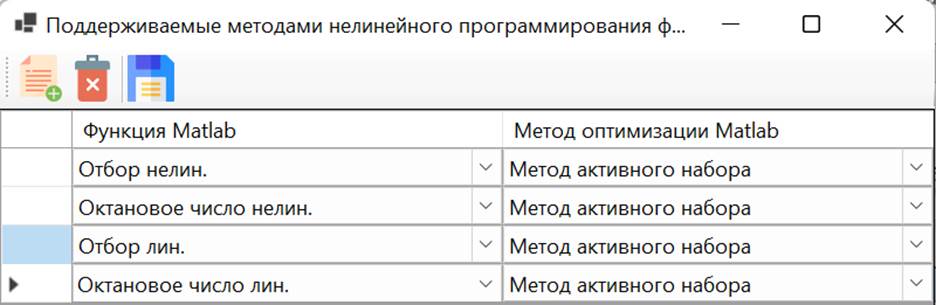 Поддерживаемые методами нелинейного программирования ф...
Функция Matlab Метод оптимизации Matlab
Отбор нелин. Метод активного набора
Октановое число нелин. Метод активного набора
Отбор лин. Метод активного набора
Октановое число лин. Метод активного набора